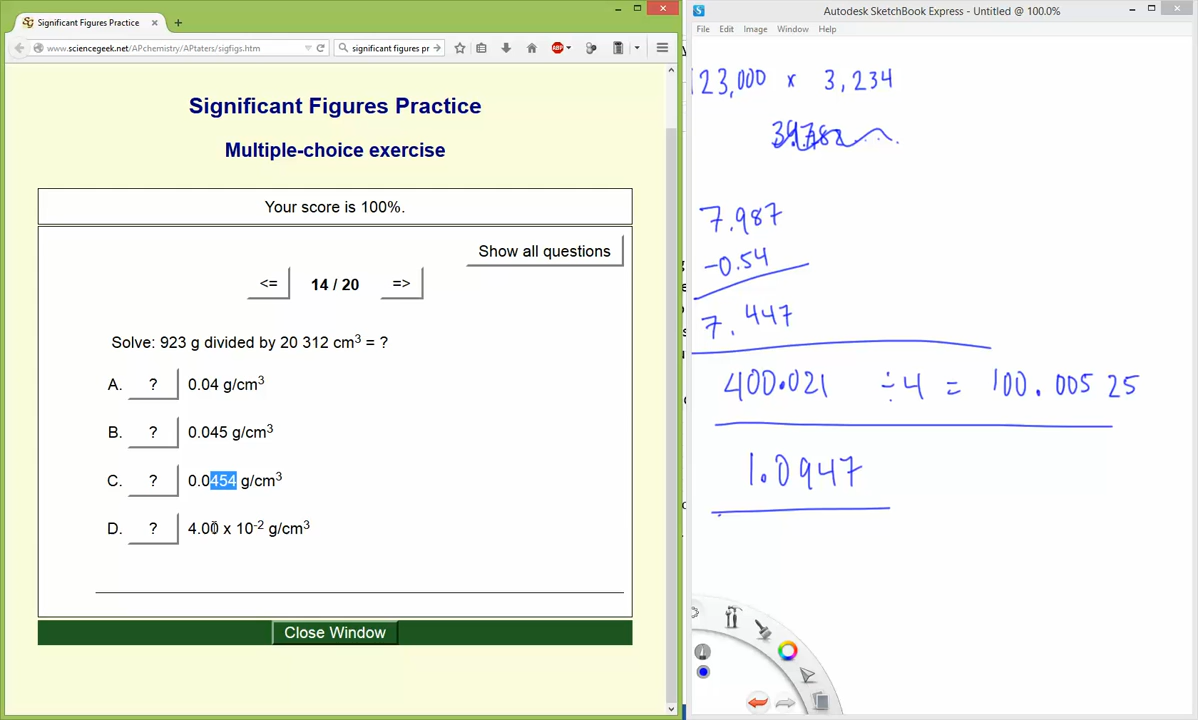 Significant Figures Practice
www.sciencegeek.net/APchemistry/APtaters/sigfigs.htm
significant figures pr
ABP
Significant Figures Practice
Multiple-choice exercise
Your score is 100%.
Show all questions
<=
14 / 20
=>
Solve: 923 g divided by 20 312 cm³ = ?
A. ? 0.04 g/cm³
B. ? 0.045 g/cm³
C. ? 0.0454 g/cm³
D. ? 4.00 x 10⁻² g/cm³
Close Window
Autodesk SketchBook Express - Untitled @ 100.0%
File Edit Image Window Help
123,000 x 3,234
7.987
-0.54
7.447
400.021 ÷ 4 = 100.005 25
1.0947